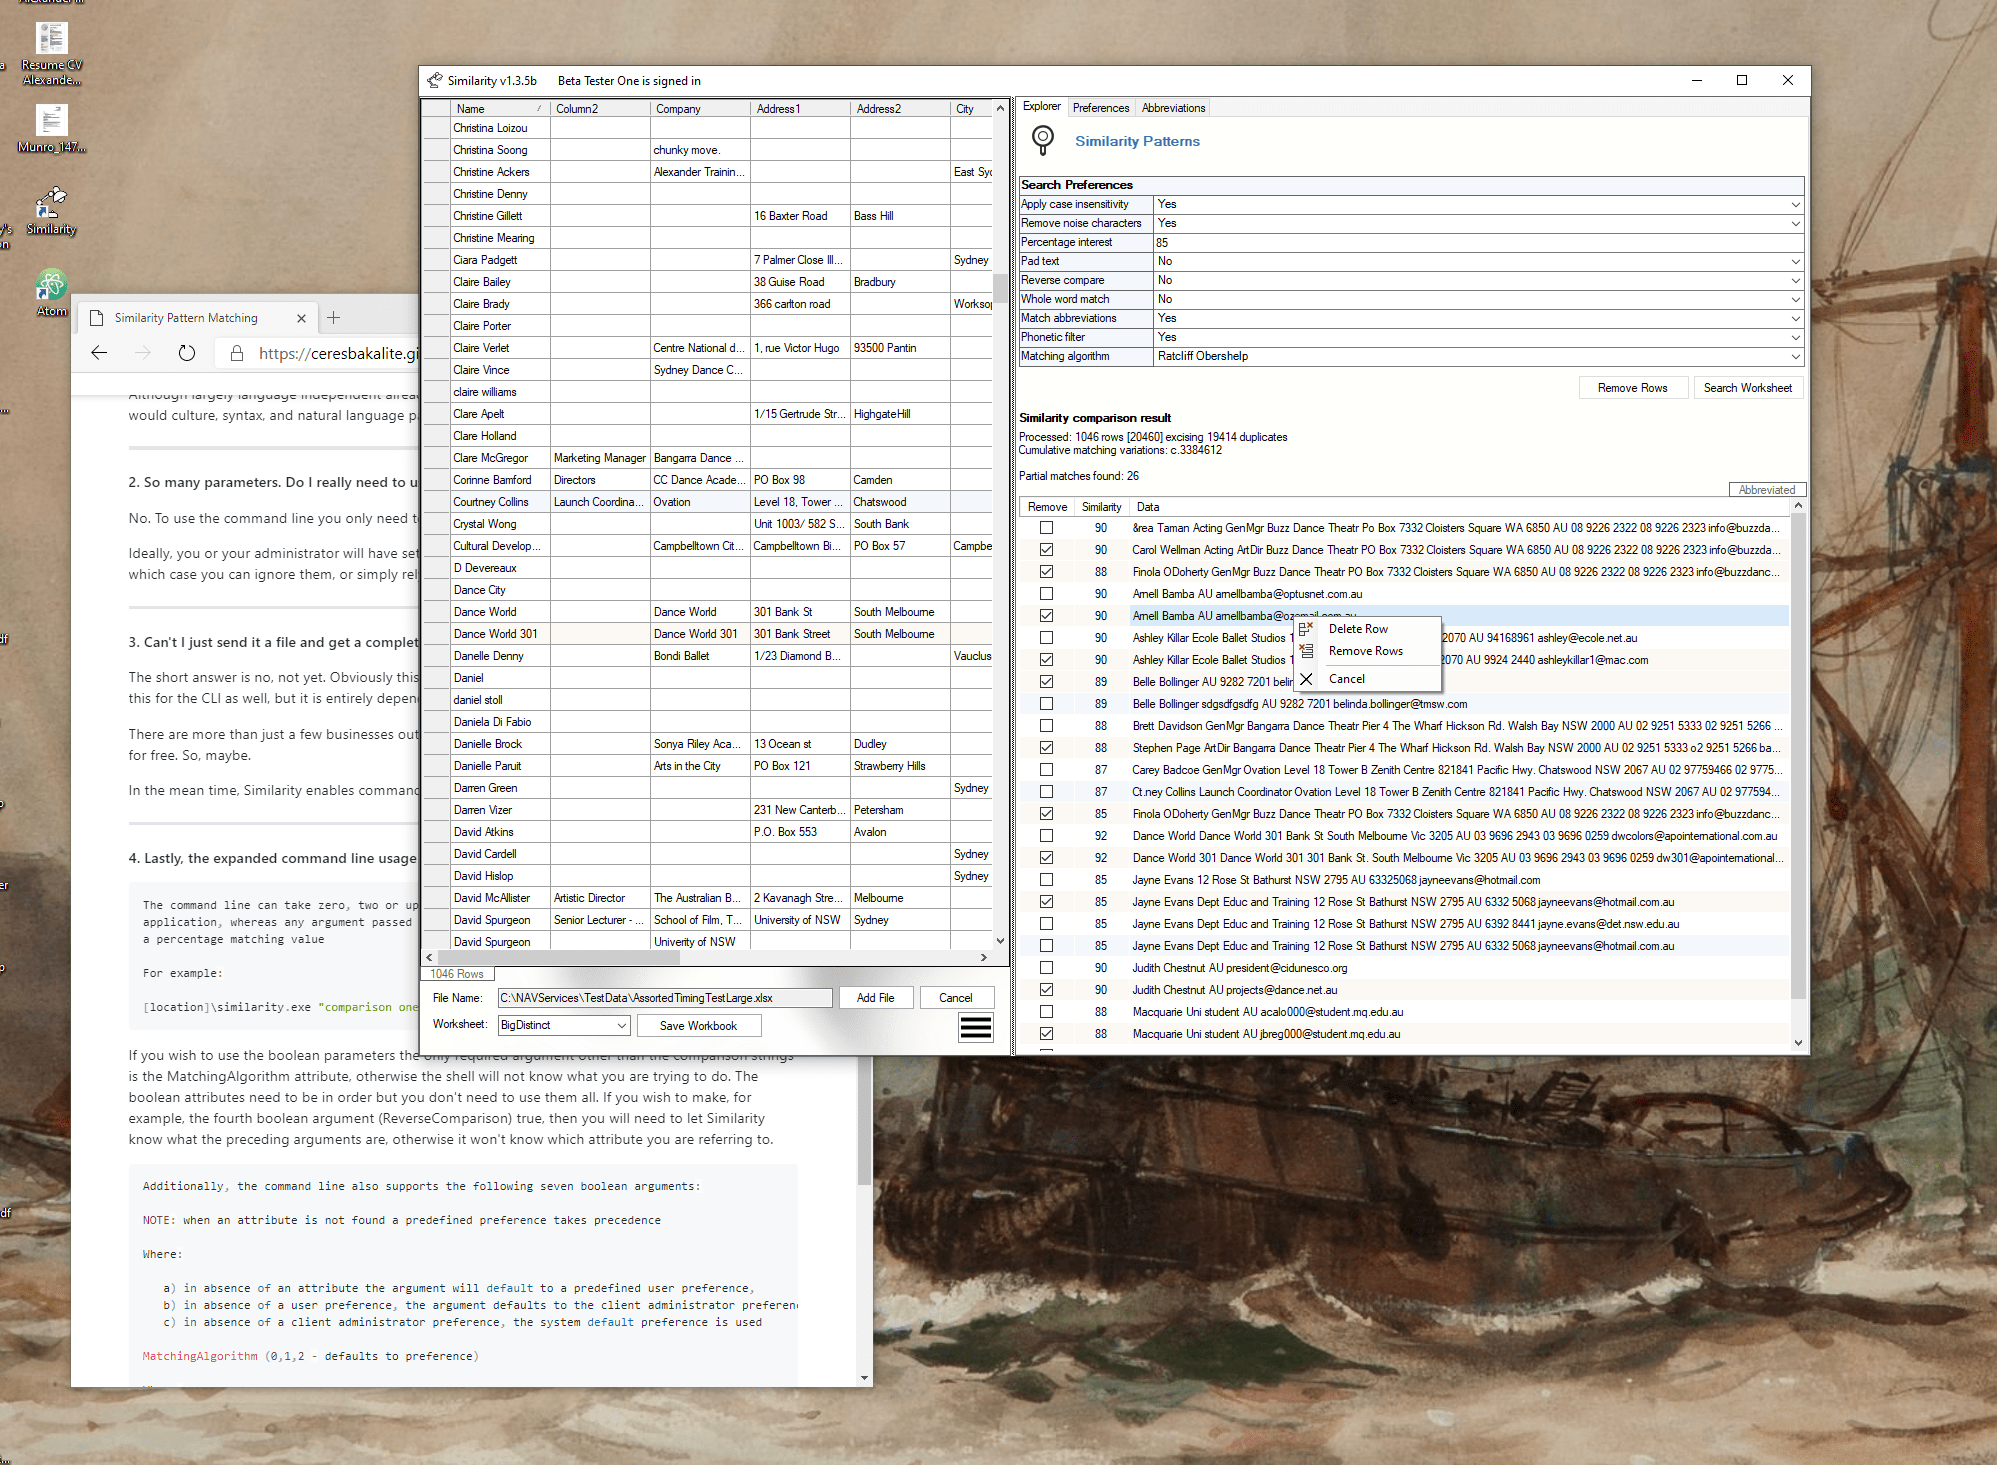 Resume CV
Alexande...
Munro_147...
Similarity
Atom
Similarity Pattern Matching
https://ceresbakalite.gi
would culture, syntax, and natural language p
2. So many parameters. Do I really need to u
No. To use the command line you only need t
Ideally, you or your administrator will have set
which case you can ignore them, or simply rel
3. Can't I just send it a file and get a complet
The short answer is no, not yet. Obviously this
this for the CLI as well, but it is entirely depen
There are more than just a few businesses out
for free. So, maybe.
In the mean time, Similarity enables command
4. Lastly, the expanded command line usage
The command line can take zero, two or up
application, whereas any argument passed
a percentage matching value
For example:
[location]\similarity.exe "comparison one
If you wish to use the boolean parameters the only required argument other than the comparison strings
is the MatchingAlgorithm attribute, otherwise the shell will not know what you are trying to do. The
boolean attributes need to be in order but you don't need to use them all. If you wish to make, for
example, the fourth boolean argument (ReverseComparison) true, then you will need to let Similarity
know what the preceding arguments are, otherwise it won't know which attribute you are referring to.
Additionally, the command line also supports the following seven boolean arguments:
NOTE: when an attribute is not found a predefined preference takes precedence
Where:
a) in absence of an attribute the argument will default to a predefined user preference,
b) in absence of a user preference, the argument defaults to the client administrator preferen
c) in absence of a client administrator preference, the system default preference is used
MatchingAlgorithm (0,1,2 - defaults to preference)
Similarity v1.3.5b Beta Tester One is signed in
Name Column2 Company Address1 Address2 City
Christina Loizou
Christina Soong chunky move.
Christine Ackers Alexander Trainin... East Syd
Christine Denny
Christine Gillett 16 Baxter Road Bass Hill
Christine Mearing
Ciara Padgett 7 Palmer Close Ill... Sydney
Claire Bailey 38 Guise Road Bradbury
Claire Brady 366 carlton road Worksop
Claire Porter
Claire Verlet Centre National d... 1, rue Victor Hugo 93500 Pantin
Claire Vince Sydney Dance C...
claire williams
Clare Apelt 1/15 Gertrude Str... HighgateHill
Clare Holland
Clare McGregor Marketing Manager Bangarra Dance ...
Corinne Bamford Directors CC Dance Acade... PO Box 98 Camden
Courtney Collins Launch Coordina... Ovation Level 18, Tower ... Chatswood
Crystal Wong Unit 1003/ 582 S... South Bank
Cultural Develop... Campbelltown Cit... Campbelltown Bi... PO Box 57 Campbe
D Devereaux
Dance City
Dance World Dance World 301 Bank St South Melbourne
Dance World 301 Dance World 301 301 Bank Street South Melbourne
Danelle Denny Bondi Ballet 1/23 Diamond B... Vauclus
Daniel
daniel stoll
Daniela Di Fabio
Danielle Brock Sonya Riley Aca... 13 Ocean st Dudley
Danielle Paruit Arts in the City PO Box 121 Strawberry Hills
Darren Green Sydney
Darren Vizer 231 New Canterb... Petersham
David Atkins P.O. Box 553 Avalon
David Cardell Sydney
David Hislop Sydney
David McAllister Artistic Director The Australian B... 2 Kavanagh Stre... Melbourne
David Spurgeon Senior Lecturer - ... School of Film, T... University of NSW Sydney
David Spurgeon Univerity of NSW
1046 Rows
File Name: C:\NAVServices\TestData\AssortedTimingTestLarge.xlsx Add File Cancel
Worksheet: BigDistinct Save Workbook
Explorer Preferences Abbreviations
Similarity Patterns
Search Preferences
Apply case insensitivity Yes
Remove noise characters Yes
Percentage interest 85
Pad text No
Reverse compare No
Whole word match No
Match abbreviations Yes
Phonetic filter Yes
Matching algorithm Ratcliff Obershelp
Remove Rows Search Worksheet
Similarity comparison result
Processed: 1046 rows [20460] excising 19414 duplicates
Cumulative matching variations: c.3384612
Partial matches found: 26
Abbreviated
Remove Similarity Data
90 &rea Taman Acting GenMgr Buzz Dance Theatr Po Box 7332 Cloisters Square WA 6850 AU 08 9226 2322 08 9226 2323 info@buzzda...
90 Carol Wellman Acting ArtDir Buzz Dance Theatr PO Box 7332 Cloisters Square WA 6850 AU 08 9226 2322 08 9226 2323 info@buzzda...
88 Finola ODoherty GenMgr Buzz Dance Theatr PO Box 7332 Cloisters Square WA 6850 AU 08 9226 2322 08 9226 2323 info@buzzdanc...
90 Arnell Bamba AU arnellbamba@optusnet.com.au
90 Arnell Bamba AU arnellbamba@ozemail.com.au
90 Ashley Killar Ecole Ballet Studios 1 2070 AU 94168961 ashley@ecole.net.au
90 Ashley Killar Ecole Ballet Studios 1 2070 AU 9924 2440 ashleykillar1@mac.com
89 Belle Bollinger AU 9282 7201 belin
89 Belle Bollinger sdgsdfgsdfg AU 9282 7201 belinda.bollinger@tmsw.com
88 Brett Davidson GenMgr Bangarra Dance Theatr Pier 4 The Wharf Hickson Rd. Walsh Bay NSW 2000 AU 02 9251 5333 02 9251 5266 ...
88 Stephen Page ArtDir Bangarra Dance Theatr Pier 4 The Wharf Hickson Rd. Walsh Bay NSW 2000 AU 02 9251 5333 o2 9251 5266 ba...
87 Carey Badcoe GenMgr Ovation Level 18 Tower B Zenith Centre 821841 Pacific Hwy. Chatswood NSW 2067 AU 02 97759466 02 9775...
87 Ct.ney Collins Launch Coordinator Ovation Level 18 Tower B Zenith Centre 821841 Pacific Hwy. Chatswood NSW 2067 AU 02 977594...
85 Finola ODoherty GenMgr Buzz Dance Theatr PO Box 7332 Cloisters Square WA 6850 AU 08 9226 2322 08 9226 2323 info@buzzdanc...
92 Dance World Dance World 301 Bank St South Melbourne Vic 3205 AU 03 9696 2943 03 9696 0259 dwcolors@apointernational.com.au
92 Dance World 301 Dance World 301 301 Bank St. South Melbourne Vic 3205 AU 03 9696 2943 03 9696 0259 dw301@apointernational...
85 Jayne Evans 12 Rose St Bathurst NSW 2795 AU 63325068 jayneevans@hotmail.com
85 Jayne Evans Dept Educ and Training 12 Rose St Bathurst NSW 2795 AU 6332 5068 jayneevans@hotmail.com.au
85 Jayne Evans Dept Educ and Training 12 Rose St Bathurst NSW 2795 AU 6392 8441 jayne.evans@det.nsw.edu.au
85 Jayne Evans Dept Educ and Training 12 Rose St Bathurst NSW 2795 AU 6332 5068 jayneevans@hotmail.com.au
90 Judith Chestnut AU president@cidunesco.org
90 Judith Chestnut AU projects@dance.net.au
88 Macquarie Uni student AU acalo000@student.mq.edu.au
88 Macquarie Uni student AU jbreg000@student.mq.edu.au
Delete Row
Remove Rows
Cancel